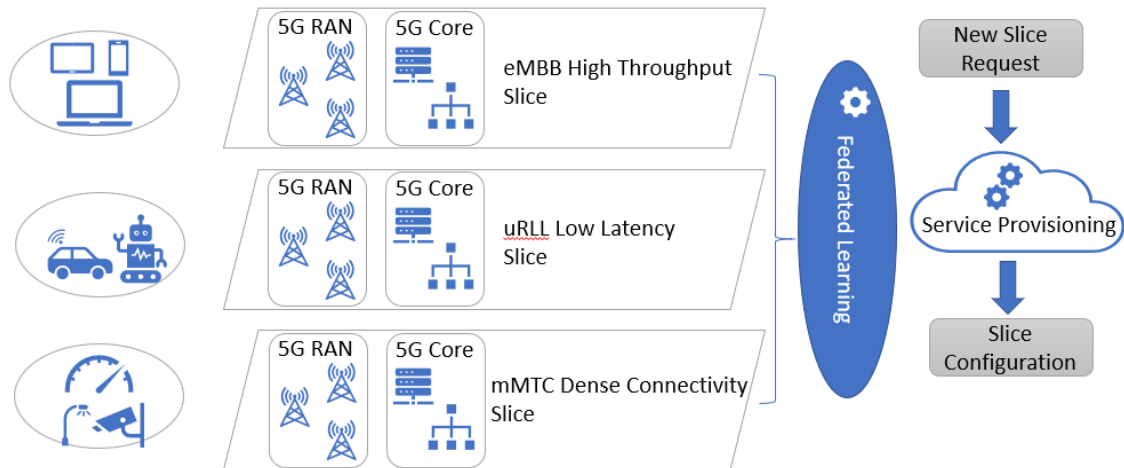 5G RAN
5G Core
eMBB High Throughput
Slice
5G RAN
5G Core
uRLL Low Latency
Slice
5G RAN
5G Core
mMTC Dense Connectivity
Slice
Federated Learning
New Slice
Request
Service Provisioning
Slice
Configuration